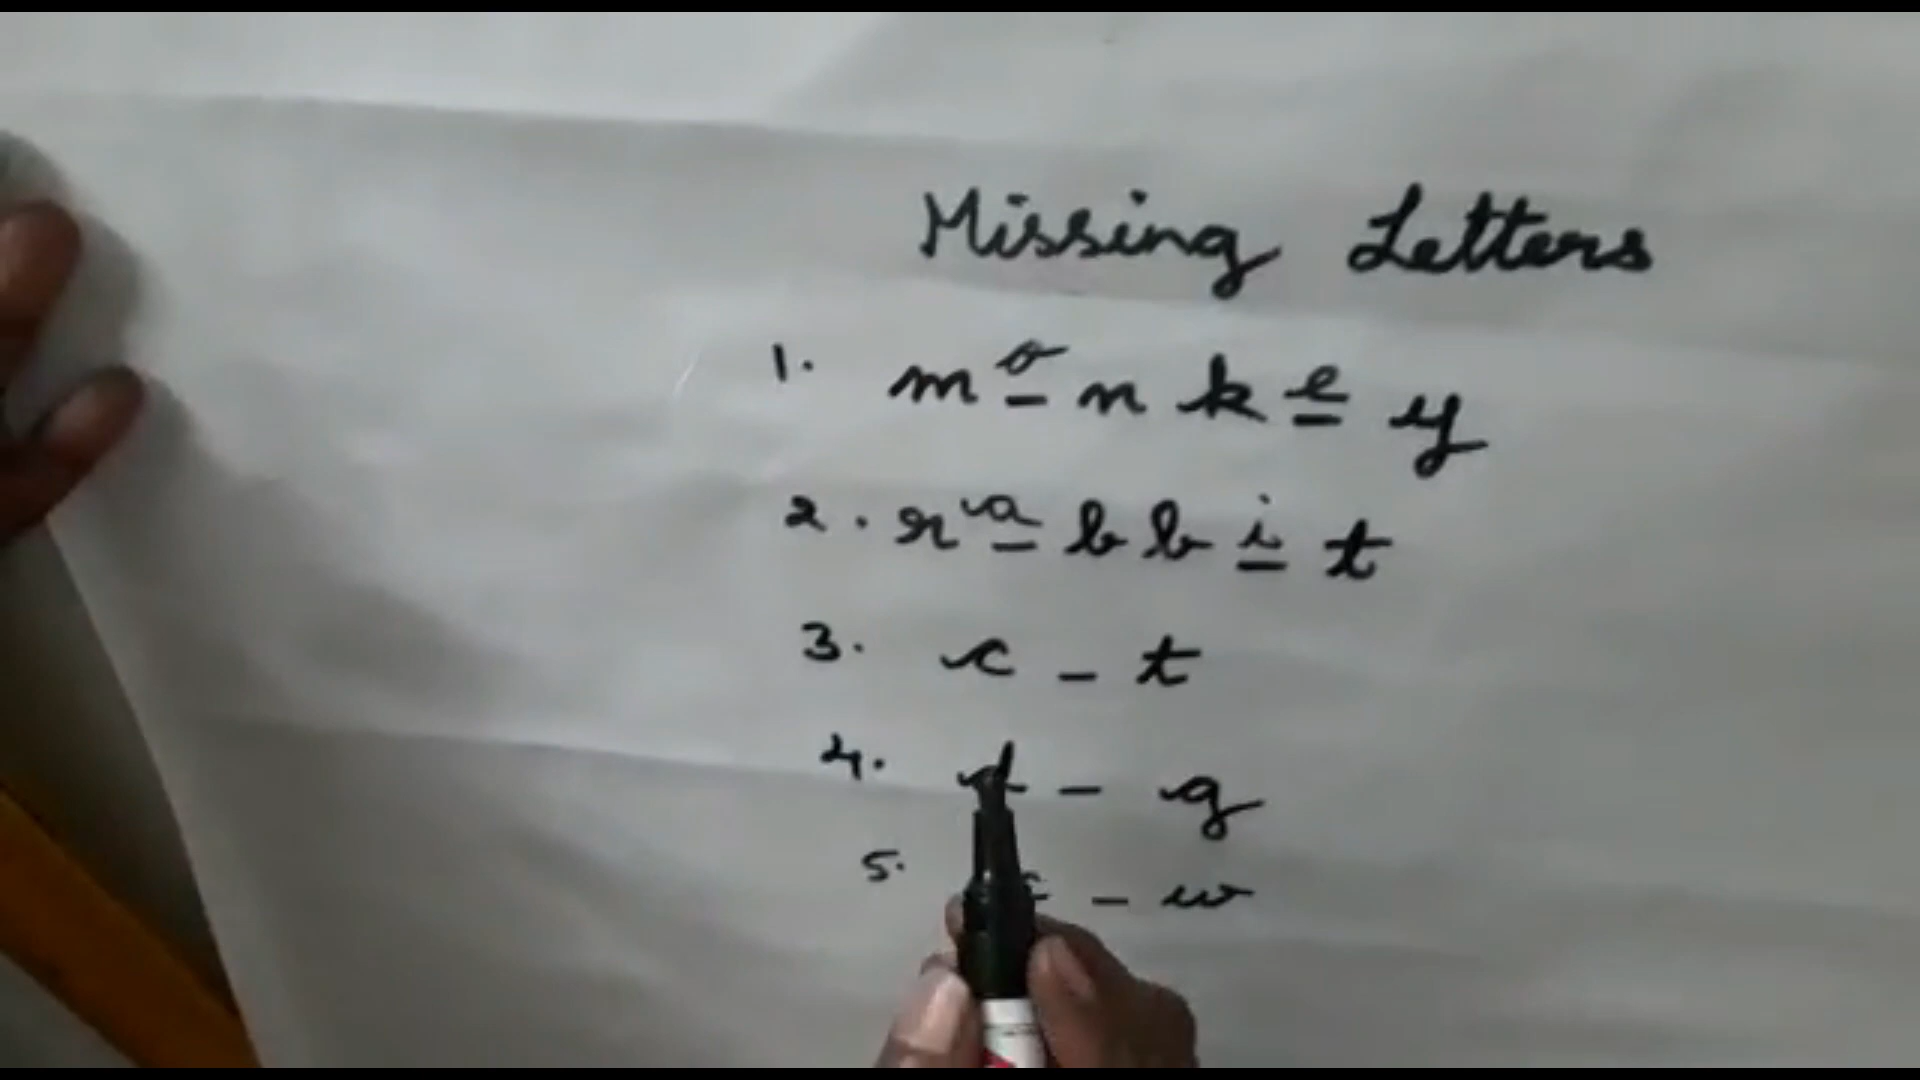 Missing Letters
1. m o n k e y
2. r a b b i t
3. c _ t
4. d _ g
5. c _ w